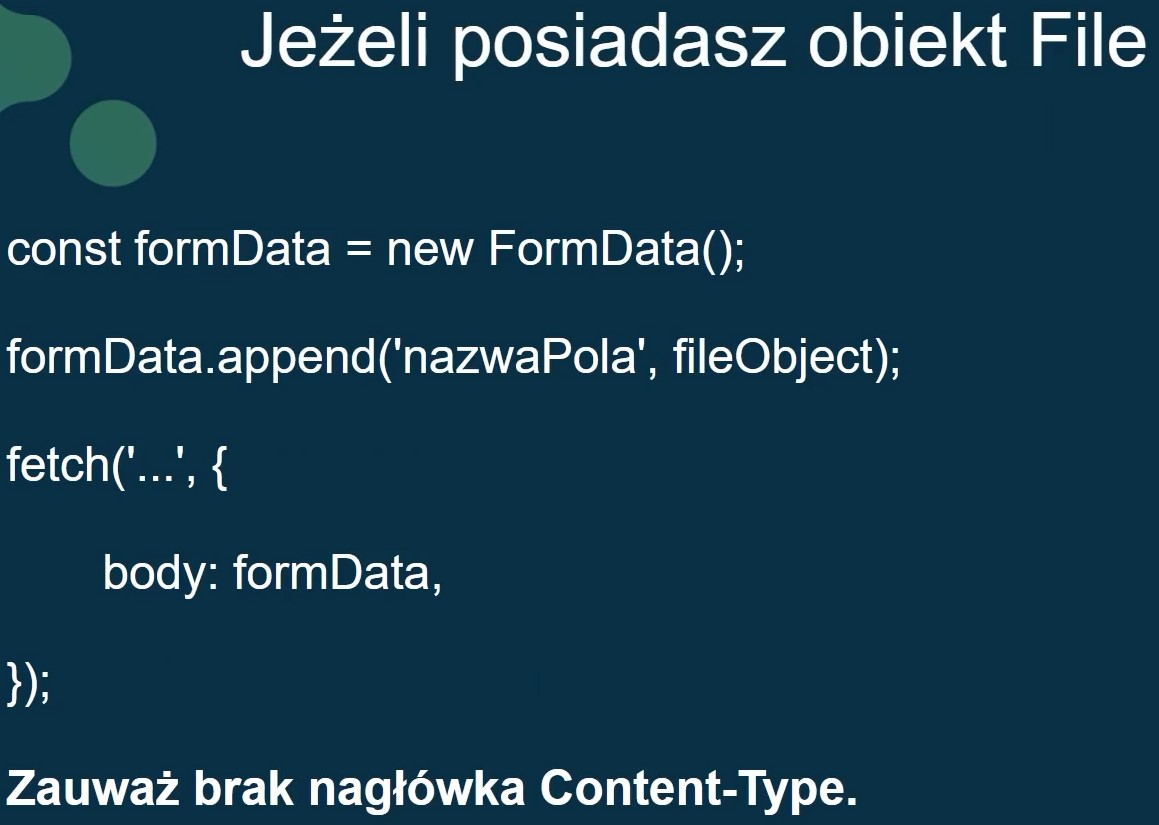 Jeżeli posiadasz obiekt File
const formData = new FormData();
formData.append('nazwaPola', fileObject);
fetch('...', {
body: formData,
});
Zauważ brak nagłówka Content-Type.